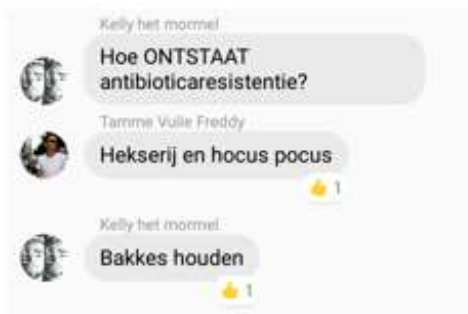 Kelly het mormel
Hoe ONTSTAAT
antibioticaresistentie?
Tamme Vulle Freddy
Hekserij en hocus pocus
1
Kelly het mormel
Bakkes houden
1